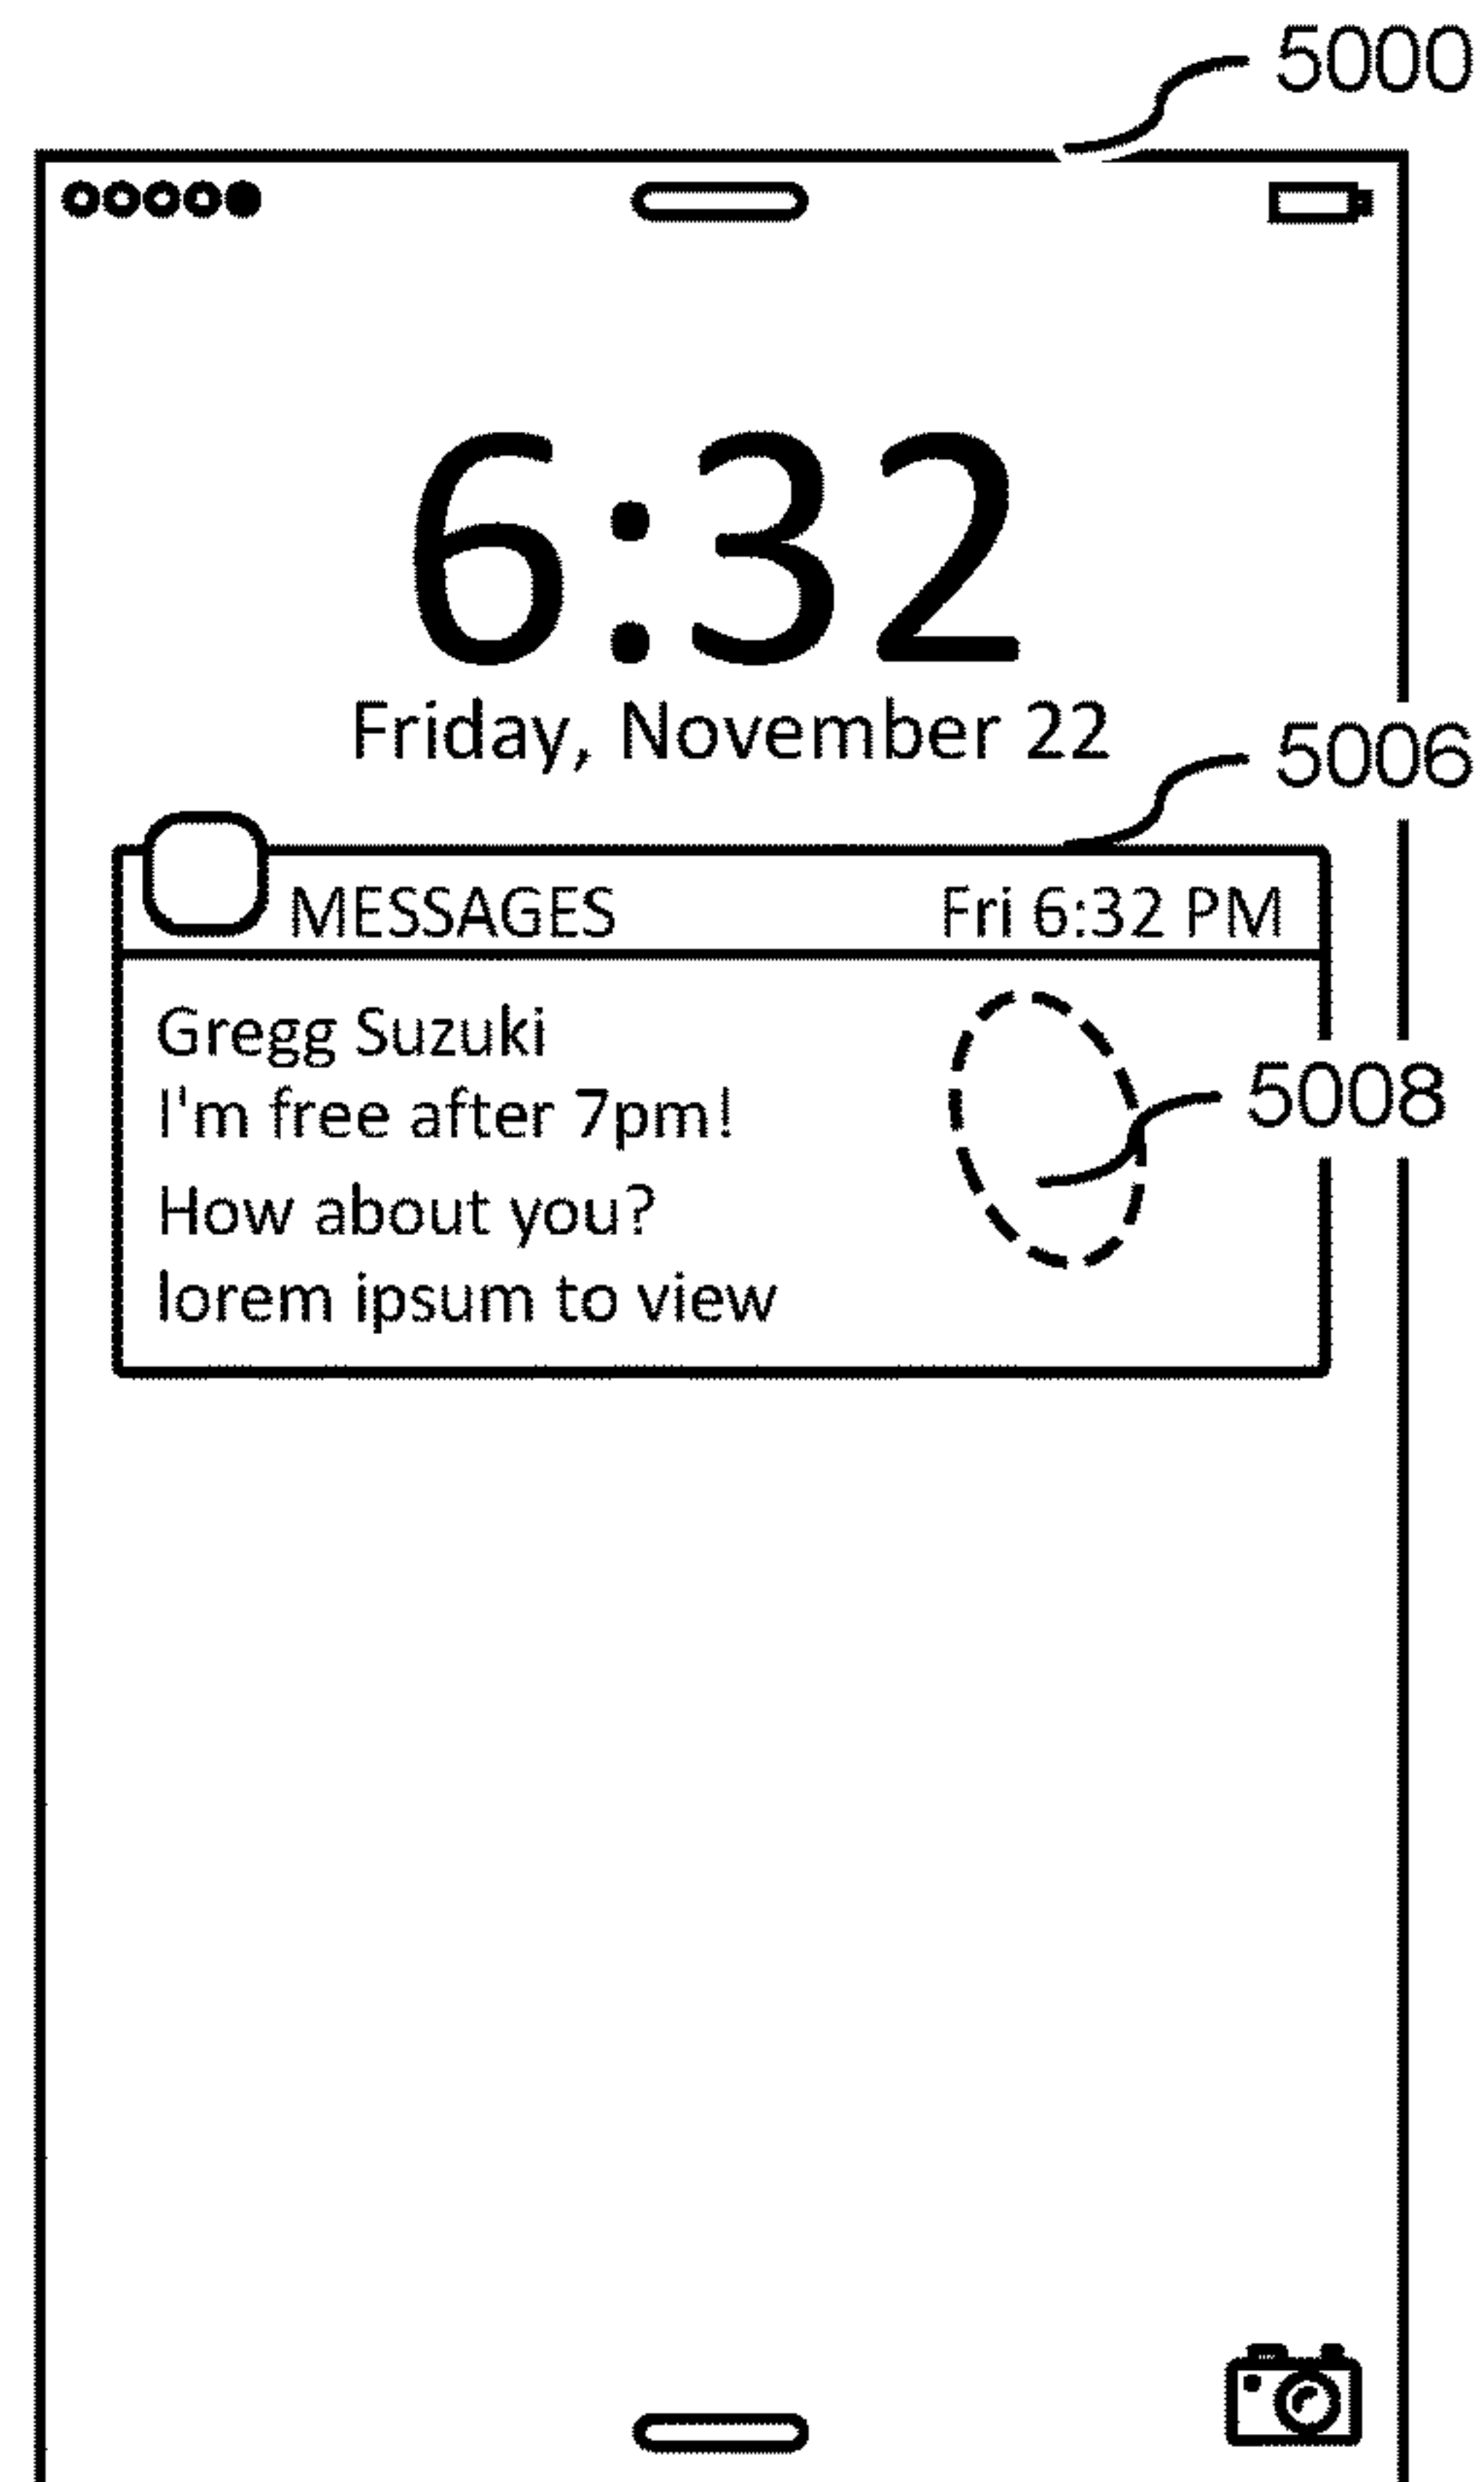 5000
6:32
Friday, November 22
5006
MESSAGES Fri 6:32 PM
Gregg Suzuki
I'm free after 7pm!
5008
How about you?
lorem ipsum to view